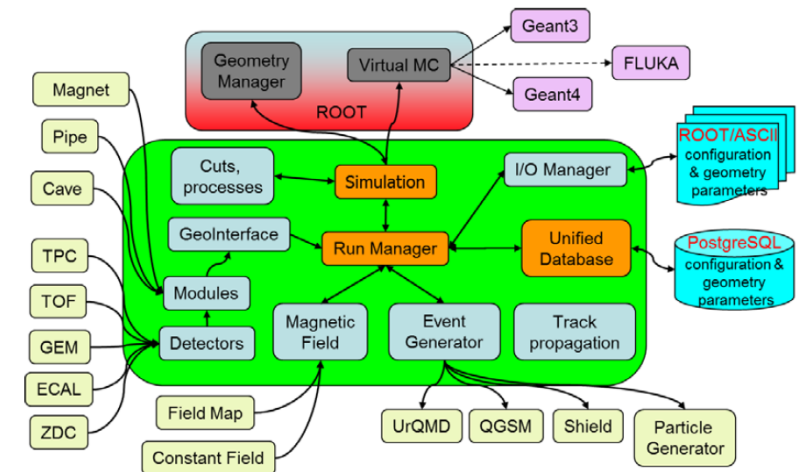 Geant3
Geometry
Manager
Virtual MC
FLUKA
Magnet
Geant4
ROOT
Pipe
ROOT/ASCII
configuration
& geometry
parameters
Cuts,
processes
Simulation
I/O Manager
Cave
GeoInterface
Run Manager
Unified
Database
PostgreSQL
configuration &
geometry
parameters
TPC
Modules
TOF
Magnetic
Field
Event
Generator
Track
propagation
GEM
Detectors
ECAL
Field Map
UrQMD
QGSM
Shield
Particle
Generator
ZDC
Constant Field